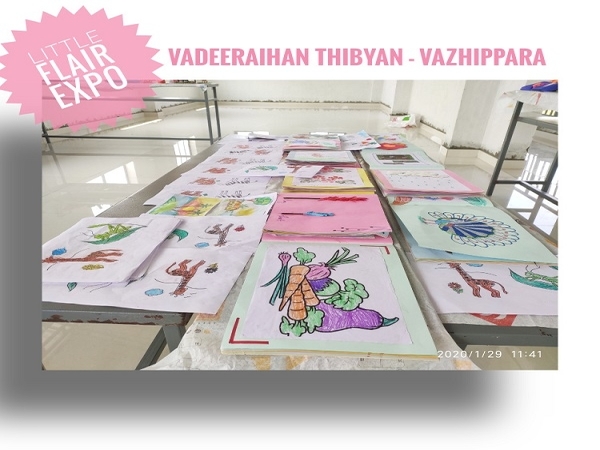 LITTLE
FLAIR
EXPO
VADEERAIHAN THIBYAN - VAZHIPPARA
2020/1/29 11:41